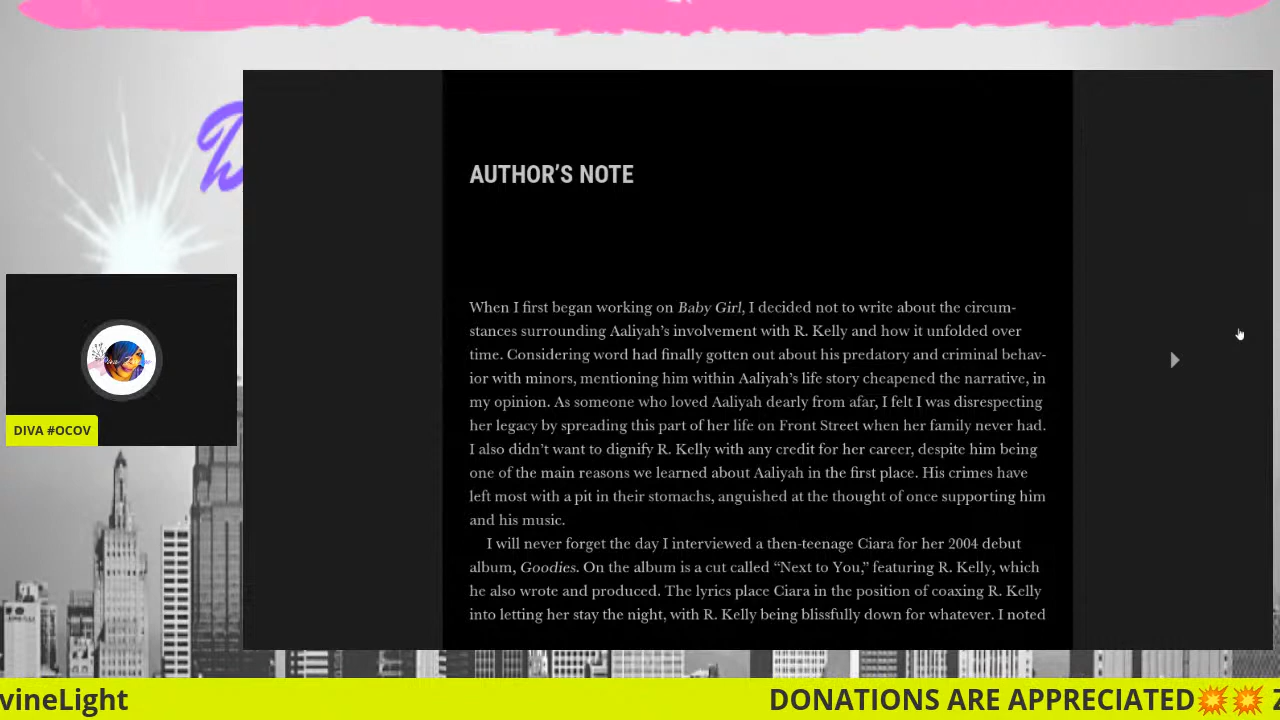 AUTHOR’S NOTE
When I first began working on Baby Girl, I decided not to write about the circum-
stances surrounding Aaliyah’s involvement with R. Kelly and how it unfolded over
time. Considering word had finally gotten out about his predatory and criminal behav-
ior with minors, mentioning him within Aaliyah’s life story cheapened the narrative, in
my opinion. As someone who loved Aaliyah dearly from afar, I felt I was disrespecting
her legacy by spreading this part of her life on Front Street when her family never had.
I also didn’t want to dignify R. Kelly with any credit for her career, despite him being
one of the main reasons we learned about Aaliyah in the first place. His crimes have
left most with a pit in their stomachs, anguished at the thought of once supporting him
and his music.
I will never forget the day I interviewed a then-teenage Ciara for her 2004 debut
album, Goodies. On the album is a cut called “Next to You,” featuring R. Kelly, which
he also wrote and produced. The lyrics place Ciara in the position of coaxing R. Kelly
into letting her stay the night, with R. Kelly being blissfully down for whatever. I noted
DIVA #OCOV
vineLight
DONATIONS ARE APPRECIATED💥💥